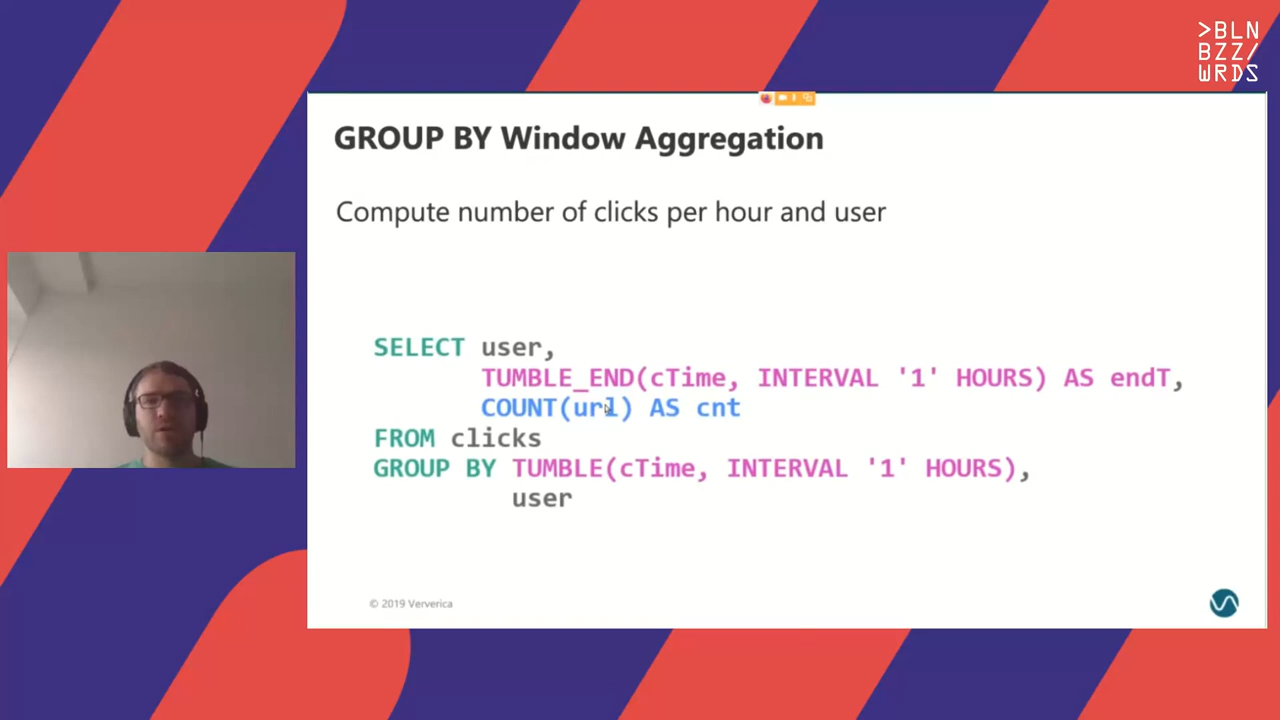 >BLN
BZZ/
WRDS
GROUP BY Window Aggregation
Compute number of clicks per hour and user
SELECT user,
TUMBLE_END(cTime, INTERVAL '1' HOURS) AS endT,
COUNT(url) AS cnt
FROM clicks
GROUP BY TUMBLE(cTime, INTERVAL '1' HOURS),
user
© 2019 Ververica